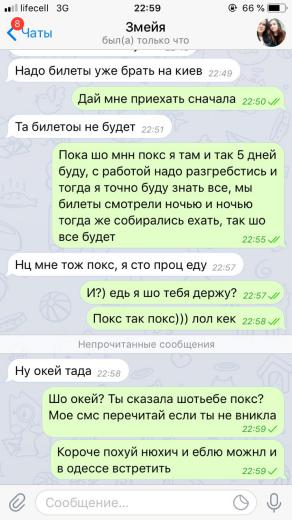 lifecell 3G 22:59 66 %
8
Чаты
Змейя
был(а) только что
Надо билеты уже брать на киев 22:49
Дай мне приехать сначала 22:50
Та билетоы не будет 22:51
Пока шо мнн покс я там и так 5 дней
буду, с работой надо разгребстись и
тогда я точно буду знать все, мы
билеты смотрели ночью и ночью
тогда же собирались ехать, так шо
все будет 22:55
Нц мне тож покс, я сто проц еду 22:57
И?) едь я шо тебя держу? 22:57
Покс так покс))) лол кек 22:58
Непрочитанные сообщения
Ну окей тада 22:58
Шо окей? Ты сказала шотьебе покс?
Мое смс перечитай если ты не вникла
22:59
Короче похуй нюхич и еблю можнл и
в одессе встретить 22:59
Сообщение...